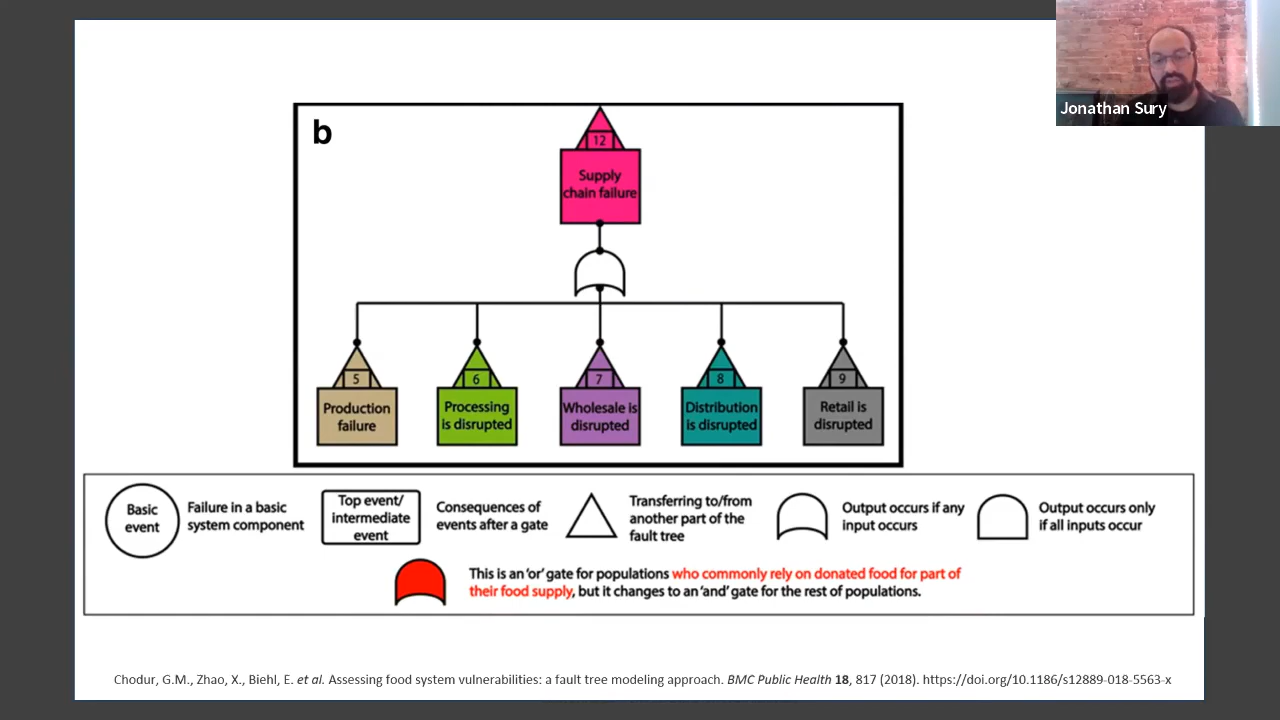 Jonathan Sury
b
12
Supply
chain failure
5
6
7
8
9
Production
failure
Processing
is disrupted
Wholesale is
disrupted
Distribution
is disrupted
Retail is
disrupted
Basic
event
Failure in a basic
system component
Top event/
intermediate
event
Consequences of
events after a gate
Transferring to/from
another part of the
fault tree
Output occurs if any
input occurs
Output occurs only
if all inputs occur
This is an ‘or’ gate for populations who commonly rely on donated food for part of
their food supply, but it changes to an ‘and’ gate for the rest of populations.
Chodur, G.M., Zhao, X., Biehl, E. et al. Assessing food system vulnerabilities: a fault tree modeling approach. BMC Public Health 18, 817 (2018). https://doi.org/10.1186/s12889-018-5563-x